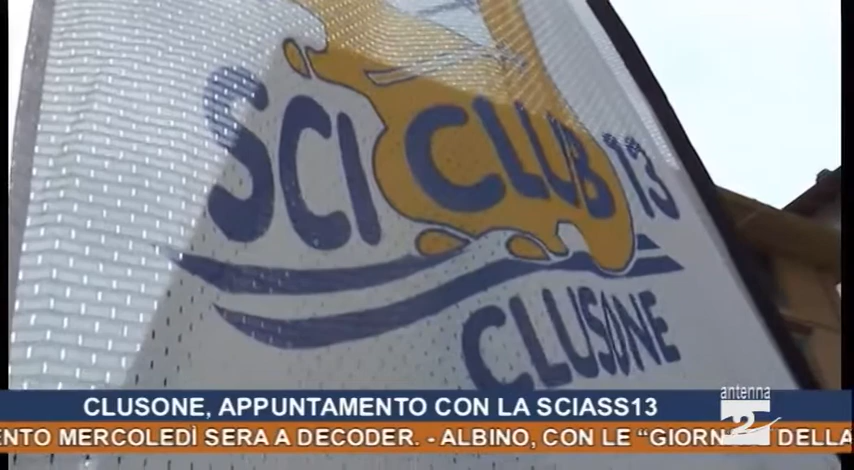 SCI CLUB 13
CLUSONE
CLUSONE, APPUNTAMENTO CON LA SCIASS13
antenna
2
MERCOLEDÌ SERA A DECODER. - ALBINO, CON LE “GIORN DELLA